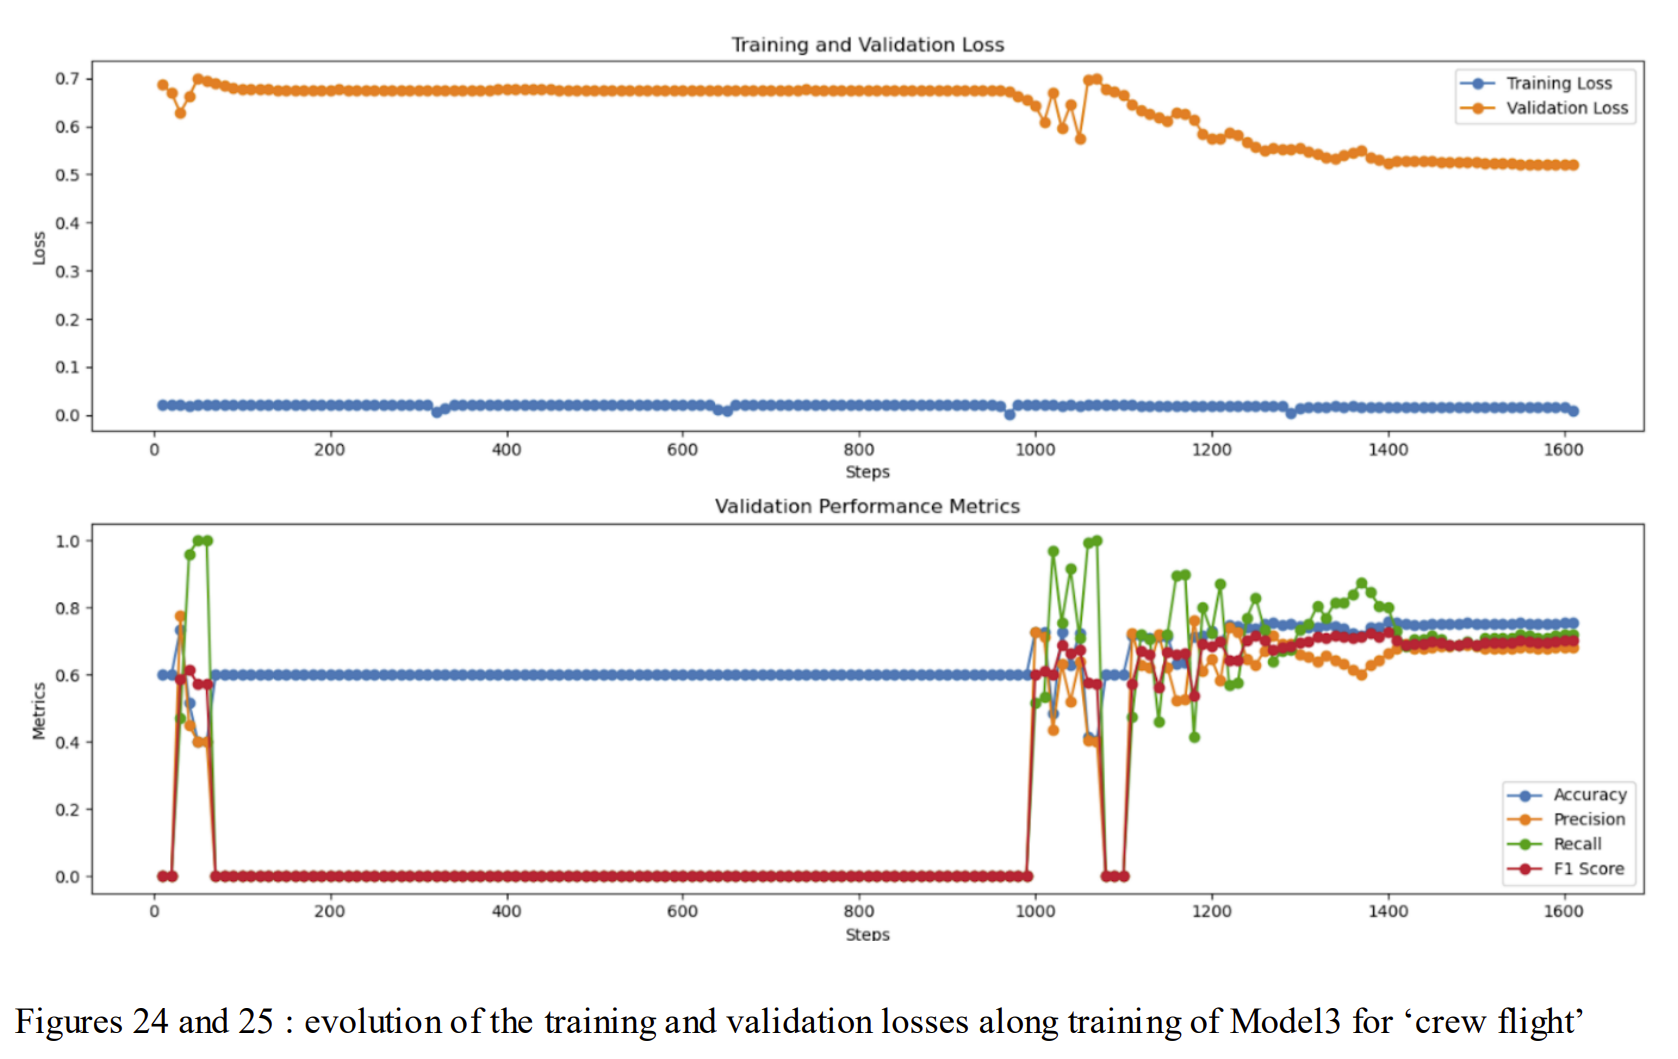 Training and Validation Loss
Training Loss
Validation Loss
0.7
0.6
0.5
0.4
0.3
0.2
0.1
0.0
Loss
0 200 400 600 800 1000 1200 1400 1600
Steps
Validation Performance Metrics
1.0
0.8
0.6
0.4
0.2
0.0
Metrics
Accuracy
Precision
Recall
F1 Score
0 200 400 600 800 1000 1200 1400 1600
Steps
Figures 24 and 25 : evolution of the training and validation losses along training of Model3 for ‘crew flight’